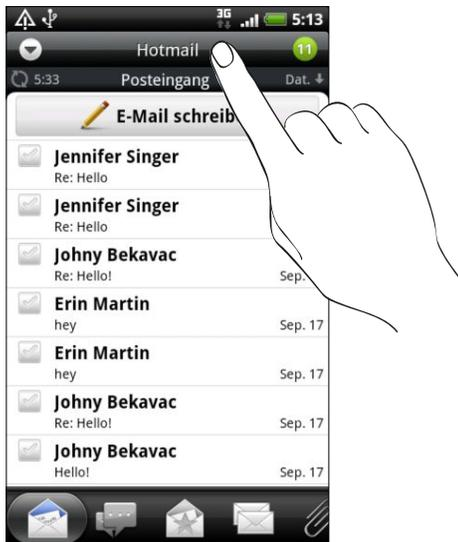 3G 5:13
Hotmail 11
5:33 Posteingang Dat.
E-Mail schreib
Jennifer Singer
Re: Hello
Jennifer Singer
Re: Hello
Johny Bekavac
Re: Hello! Sep.
Erin Martin
hey Sep. 17
Erin Martin
hey Sep. 17
Johny Bekavac
Re: Hello! Sep. 17
Johny Bekavac
Hello! Sep. 17